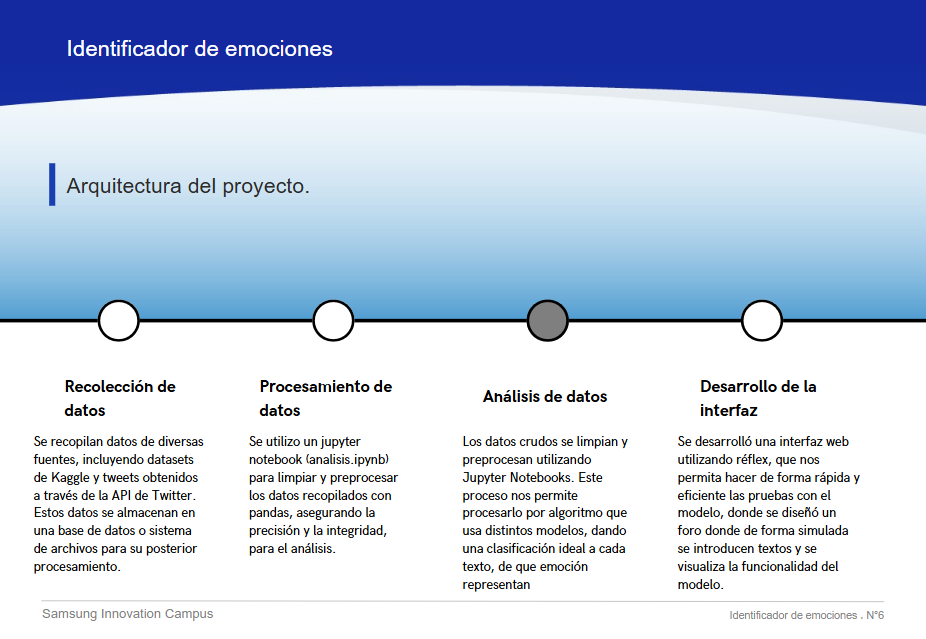 Identificador de emociones
Arquitectura del proyecto.
Recolección de
datos
Se recopilan datos de diversas
fuentes, incluyendo datasets
de Kaggle y tweets obtenidos
a través de la API de Twitter.
Estos datos se almacenan en
una base de datos o sistema
de archivos para su posterior
procesamiento.
Procesamiento de
datos
Se utilizo un jupyter
notebook (analisis.ipynb)
para limpiar y preprocesar
los datos recopilados con
pandas, asegurando la
precisión y la integridad,
para el análisis.
Análisis de datos
Los datos crudos se limpian y
preprocesan utilizando
Jupyter Notebooks. Este
proceso nos permite
procesarlo por algoritmo que
usa distintos modelos, dando
una clasificación ideal a cada
texto, de que emoción
representan
Desarrollo de la
interfaz
Se desarrolló una interfaz web
utilizando réflex, que nos
permita hacer de forma rápida y
eficiente las pruebas con el
modelo, donde se diseñó un
foro donde de forma simulada
se introducen textos y se
visualiza la funcionalidad del
modelo.
Samsung Innovation Campus
Identificador de emociones . N°6